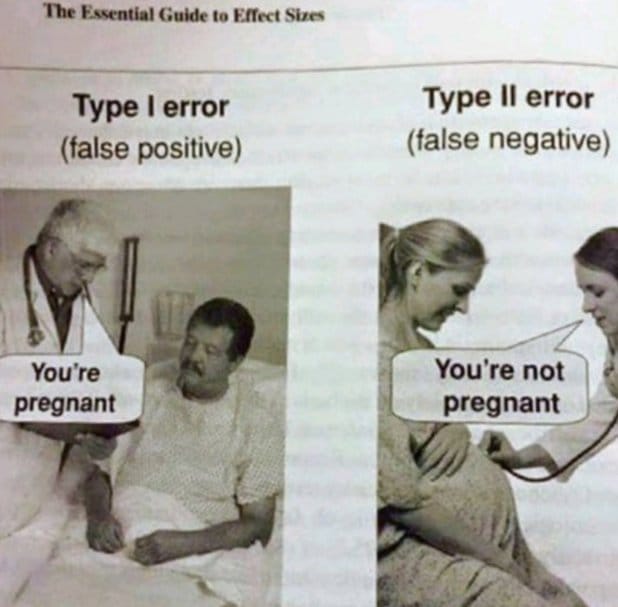 The Essential Guide to Effect Sizes
Type I error
(false positive)
You're
pregnant
Type II error
(false negative)
You're not
pregnant